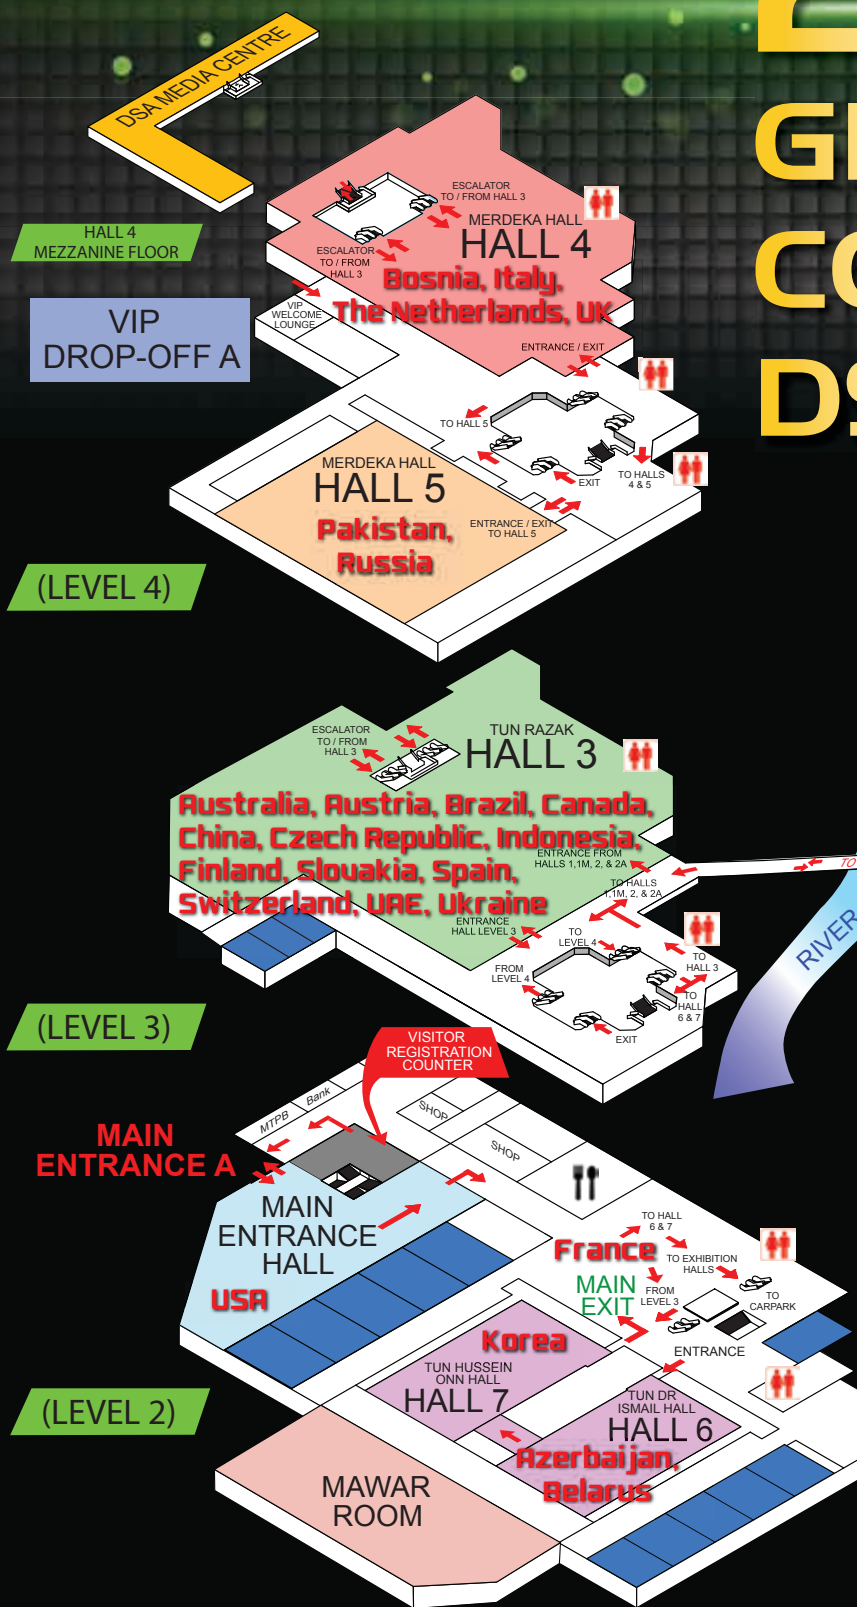 DSA MEDIA CENTRE
HALL 4
MEZZANINE FLOOR
VIP
DROP-OFF A
ESCALATOR
TO / FROM HALL 3
MERDEKA HALL
HALL 4
ESCALATOR
TO / FROM
HALL 3
Bosnia, Italy,
The Netherlands, UK
VIP
WELCOME
LOUNGE
ENTRANCE / EXIT
TO HALL 5
EXIT
TO HALLS
4 & 5
MERDEKA HALL
HALL 5
Pakistan,
Russia
ENTRANCE / EXIT
TO HALL 5
(LEVEL 4)
ESCALATOR
TO / FROM
HALL 3
TUN RAZAK
HALL 3
Australia, Austria, Brazil, Canada,
China, Czech Republic, Indonesia,
Finland, Slovakia, Spain,
Switzerland, UAE, Ukraine
ENTRANCE FROM
HALLS 1,1M, 2, & 2A
TO HALLS
1,1M, 2, & 2A
TO
RIVER
ENTRANCE
HALL LEVEL 3
TO
LEVEL 4
FROM
LEVEL 4
TO
HALL 3
TO
HALL
6 & 7
EXIT
(LEVEL 3)
VISITOR
REGISTRATION
COUNTER
MTPB
Bank
SHOP
SHOP
MAIN
ENTRANCE A
MAIN
ENTRANCE
HALL
USA
TO HALL
6 & 7
France
TO EXHIBITION
HALLS
MAIN
EXIT
FROM
LEVEL 3
TO
CARPARK
ENTRANCE
Korea
TUN HUSSEIN
ONN HALL
HALL 7
TUN DR
ISMAIL HALL
HALL 6
Azerbaijan,
Belarus
(LEVEL 2)
MAWAR
ROOM